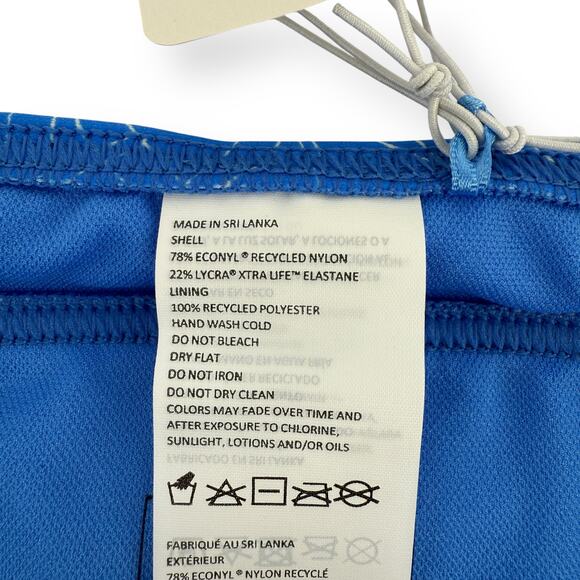 MADE IN SRI LANKA
SHELL
78% ECONYL® RECYCLED NYLON
22% LYCRA® XTRA LIFE™ ELASTANE
LINING
100% RECYCLED POLYESTER
HAND WASH COLD
DO NOT BLEACH
DRY FLAT
DO NOT IRON
DO NOT DRY CLEAN
COLORS MAY FADE OVER TIME AND
AFTER EXPOSURE TO CHLORINE,
SUNLIGHT, LOTIONS AND/OR OILS
FABRIQUÉ AU SRI LANKA
EXTÉRIEUR
78% ECONYL® NYLON RECYCLÉ